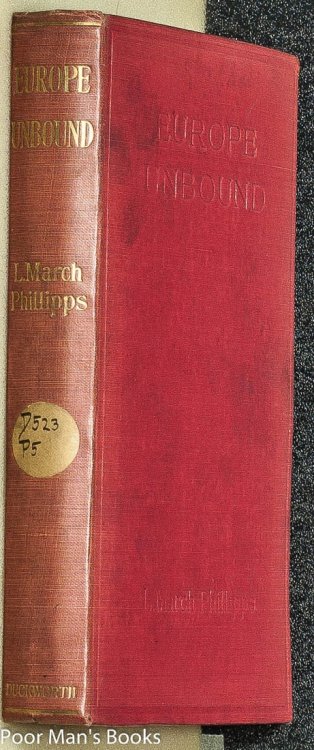 EUROPE
UNBOUND
L. March
Phillipps
D523
P5
DUCKWORTH
EUROPE
UNBOUND
L. March Phillipps
Poor Man's Books